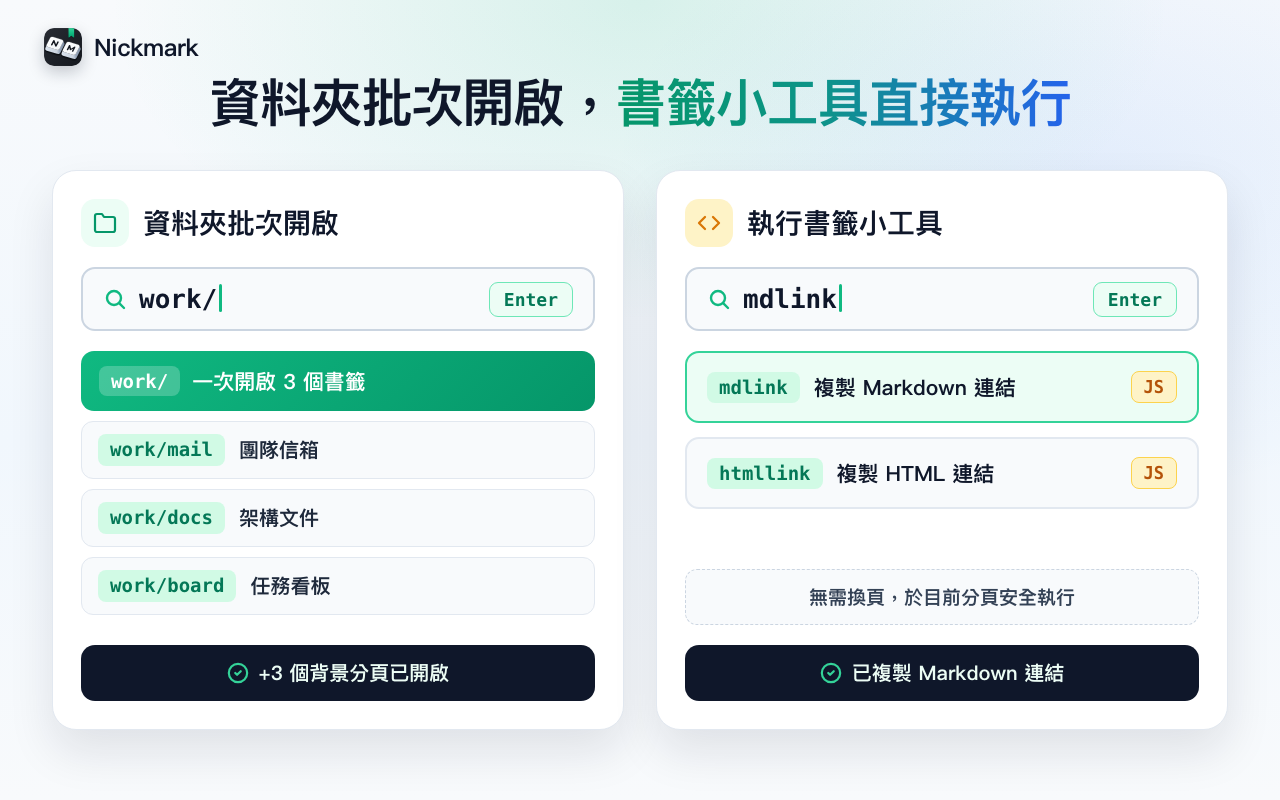 NM
Nickmark
資料夾批次開啟，書籤小工具直接執行
資料夾批次開啟
work/
Enter
work/ 一次開啟 3 個書籤
work/mail 團隊信箱
work/docs 架構文件
work/board 任務看板
+3 個背景分頁已開啟
執行書籤小工具
mdlink
Enter
mdlink 複製 Markdown 連結 JS
htmllink 複製 HTML 連結 JS
無需換頁，於目前分頁安全執行
已複製 Markdown 連結